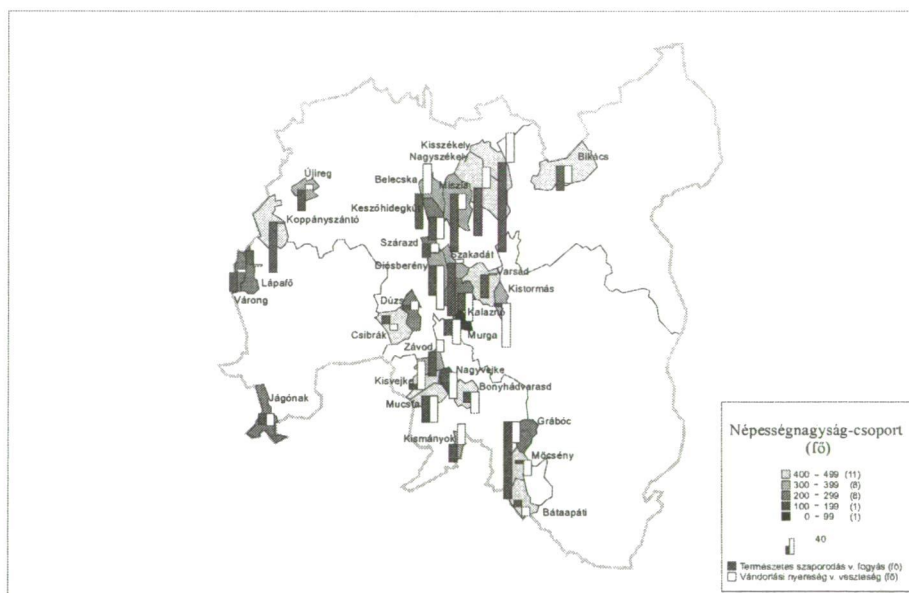 Kisszékely
Nagyszékely
Bikács
Újireg
Belecska
Miszla
Keszőhidegkút
Koppányszántó
Szárazd
Szakadát
Diósberény
Varsád
Lápafő
Kistormás
Várong
Dúzs
Kalaznó
Csibrák
Murga
Závod
Nagyvejke
Kisvejke
Bonyhádvarasd
Jágónak
Mucsfa
Grábóc
Kismányok
Mőcsény
Bátaapáti
Népességnagyság-csoport
(fő)
400 - 499 (11)
300 - 399 (8)
200 - 299 (8)
100 - 199 (1)
0 - 99 (1)
40
Természetes szaporodás v. fogyás (fő)
Vándorlási nyereség v. veszteség (fő)